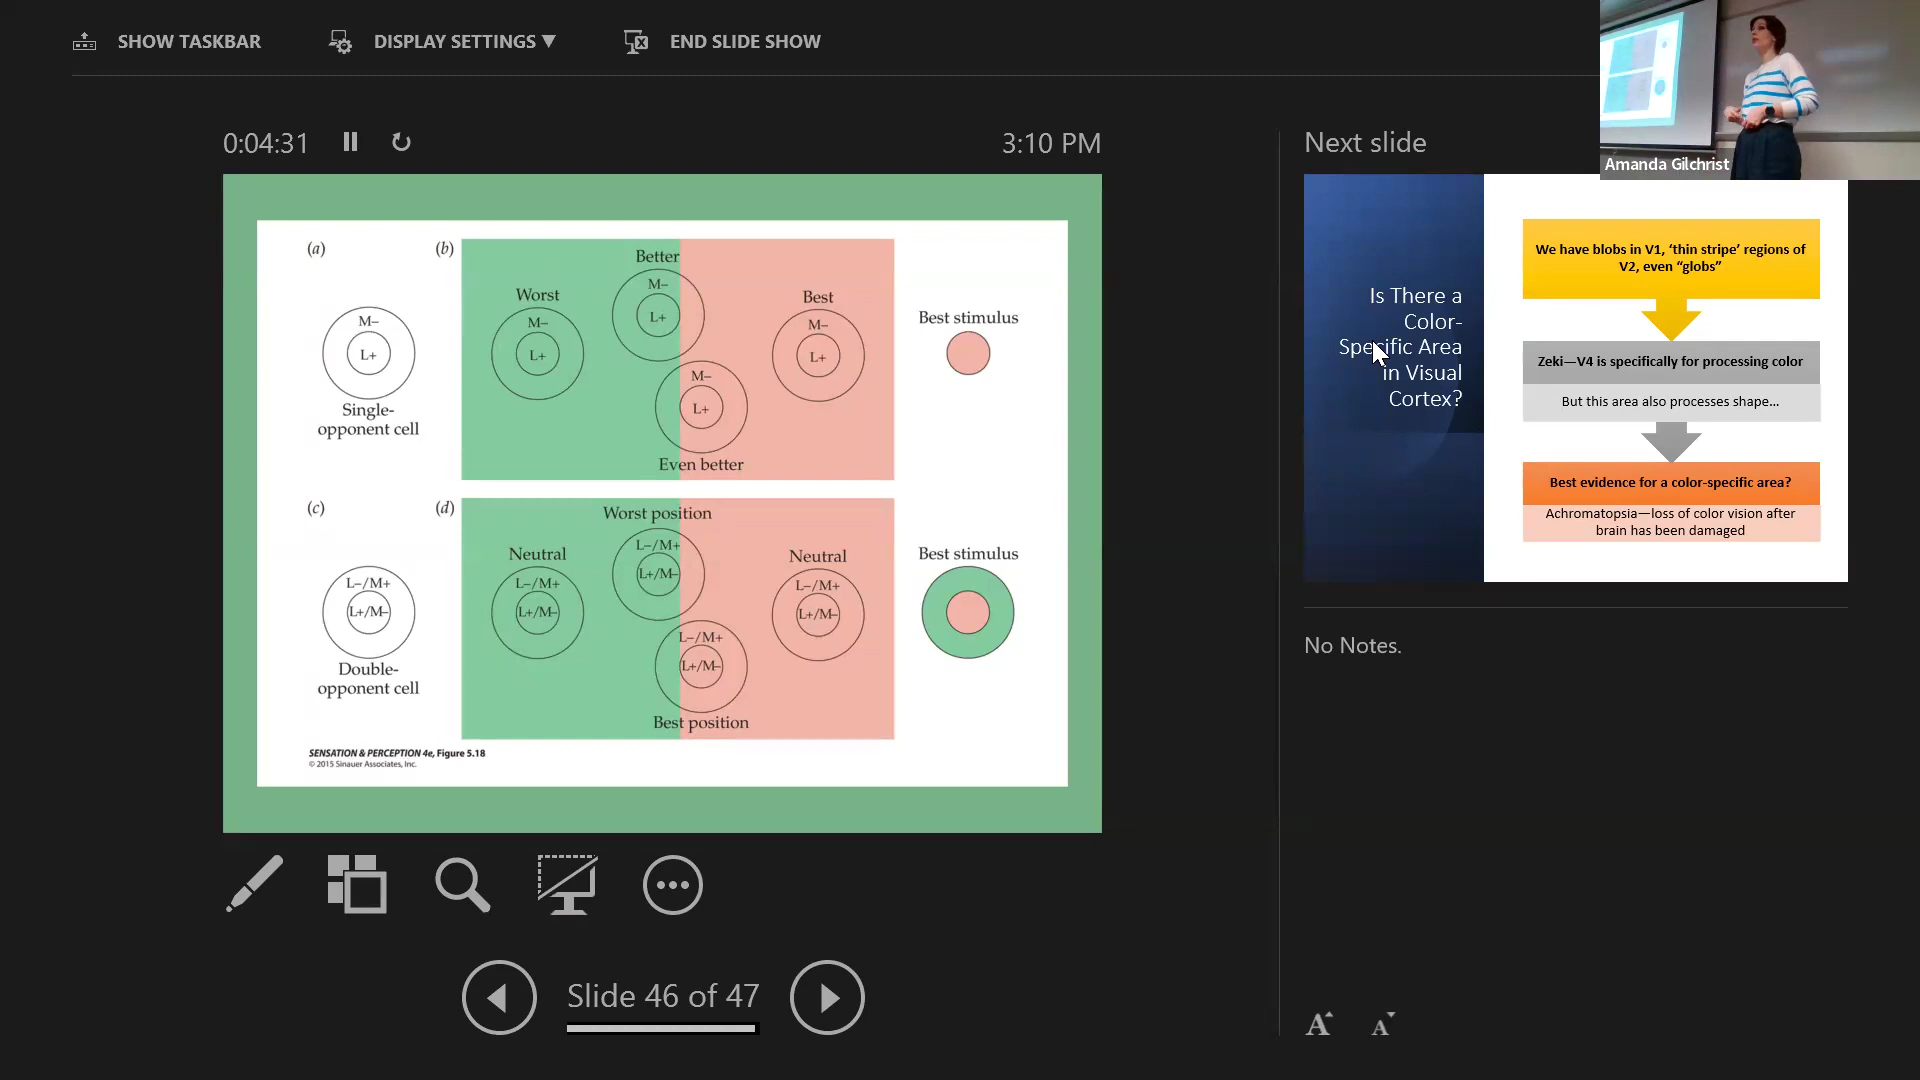 SHOW TASKBAR
DISPLAY SETTINGS ▼
END SLIDE SHOW
Amanda Gilchrist
0:04:31
3:10 PM
(a)
M–
L+
Single-
opponent cell
(b)
Worst
M–
L+
Better
M–
L+
M–
L+
Even better
Best
M–
L+
Best stimulus
(c)
L–/M+
L+/M–
Double-
opponent cell
(d)
Neutral
L–/M+
L+/M–
Worst position
L–/M+
L+/M–
L–/M+
L+/M–
Best position
Neutral
L–/M+
L+/M–
Best stimulus
SENSATION & PERCEPTION 4e, Figure 5.18
© 2015 Sinauer Associates, Inc.
Slide 46 of 47
Next slide
Is There a
Color-
Specific Area
in Visual
Cortex?
We have blobs in V1, ‘thin stripe’ regions of
V2, even “globs”
Zeki—V4 is specifically for processing color
But this area also processes shape…
Best evidence for a color-specific area?
Achromatopsia—loss of color vision after
brain has been damaged
No Notes.
A
A